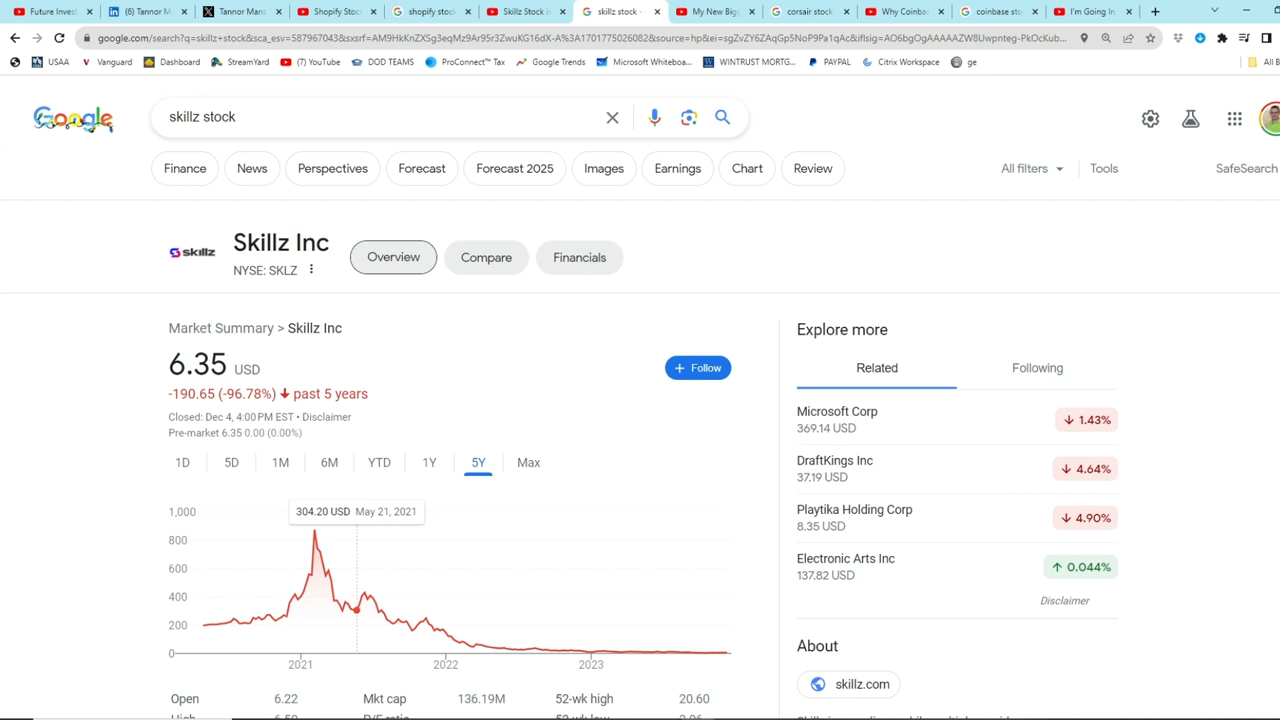 Future Invest
(6) Tannor M
Tannor Man
Shopify Stoc
shopify stock
Skillz Stock i
skillz stock -
My New Big
corsair stock
Why Coinba
coinbase sto
I'm Going In
USAA
Vanguard
Dashboard
StreamYard
(7) YouTube
DOD TEAMS
ProConnect™ Tax
Google Trends
Microsoft Whiteboa...
WINTRUST MORTG...
PAYPAL
Citrix Workspace
ge
All B
Google
skillz stock
Finance
News
Perspectives
Forecast
Forecast 2025
Images
Earnings
Chart
Review
All filters
Tools
SafeSearch
skillz
Skillz Inc
NYSE: SKLZ
Overview
Compare
Financials
Market Summary > Skillz Inc
6.35 USD
+ Follow
-190.65 (-96.78%) ↓ past 5 years
Closed: Dec 4, 4:00 PM EST • Disclaimer
Pre-market 6.35 0.00 (0.00%)
1D
5D
1M
6M
YTD
1Y
5Y
Max
304.20 USD May 21, 2021
1,000
800
600
400
200
0
2021
2022
2023
Open 6.22
Mkt cap 136.19M
52-wk high 20.60
Explore more
Related
Following
Microsoft Corp
369.14 USD
↓ 1.43%
DraftKings Inc
37.19 USD
↓ 4.64%
Playtika Holding Corp
8.35 USD
↓ 4.90%
Electronic Arts Inc
137.82 USD
↑ 0.044%
Disclaimer
About
skillz.com